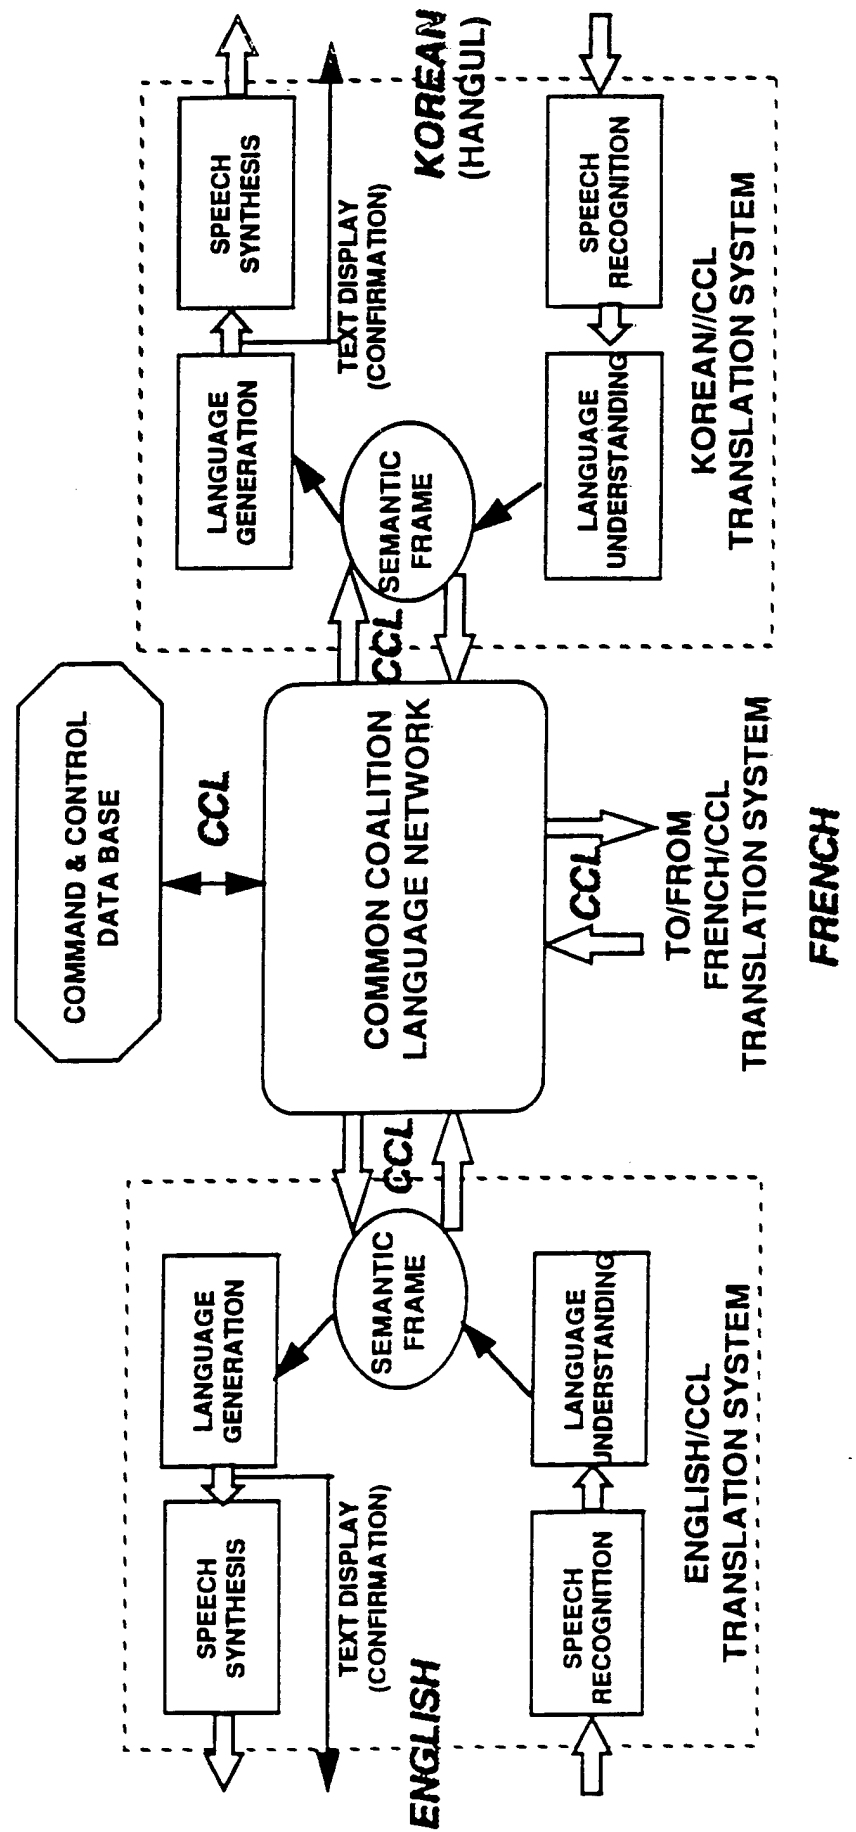 COMMAND & CONTROL
DATA BASE
CCL
COMMON COALITION
LANGUAGE NETWORK
CCL
CCL
CCL
TO/FROM
FRENCH/CCL
TRANSLATION SYSTEM
FRENCH
SPEECH
SYNTHESIS
LANGUAGE
GENERATION
TEXT DISPLAY
(CONFIRMATION)
ENGLISH
SEMANTIC
FRAME
SPEECH
RECOGNITION
LANGUAGE
UNDERSTANDING
ENGLISH/CCL
TRANSLATION SYSTEM
LANGUAGE
GENERATION
SPEECH
SYNTHESIS
TEXT DISPLAY
(CONFIRMATION)
KOREAN
(HANGUL)
SEMANTIC
FRAME
LANGUAGE
UNDERSTANDING
SPEECH
RECOGNITION
KOREAN//CCL
TRANSLATION SYSTEM